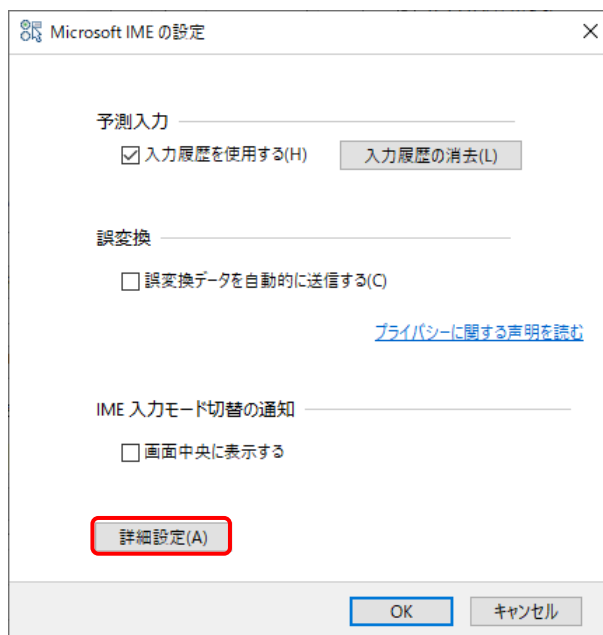 Microsoft IME の設定
予測入力
入力履歴を使用する(H) 入力履歴の消去(L)
誤変換
誤変換データを自動的に送信する(C)
プライバシーに関する声明を読む
IME 入力モード切替の通知
画面中央に表示する
詳細設定(A)
OK キャンセル